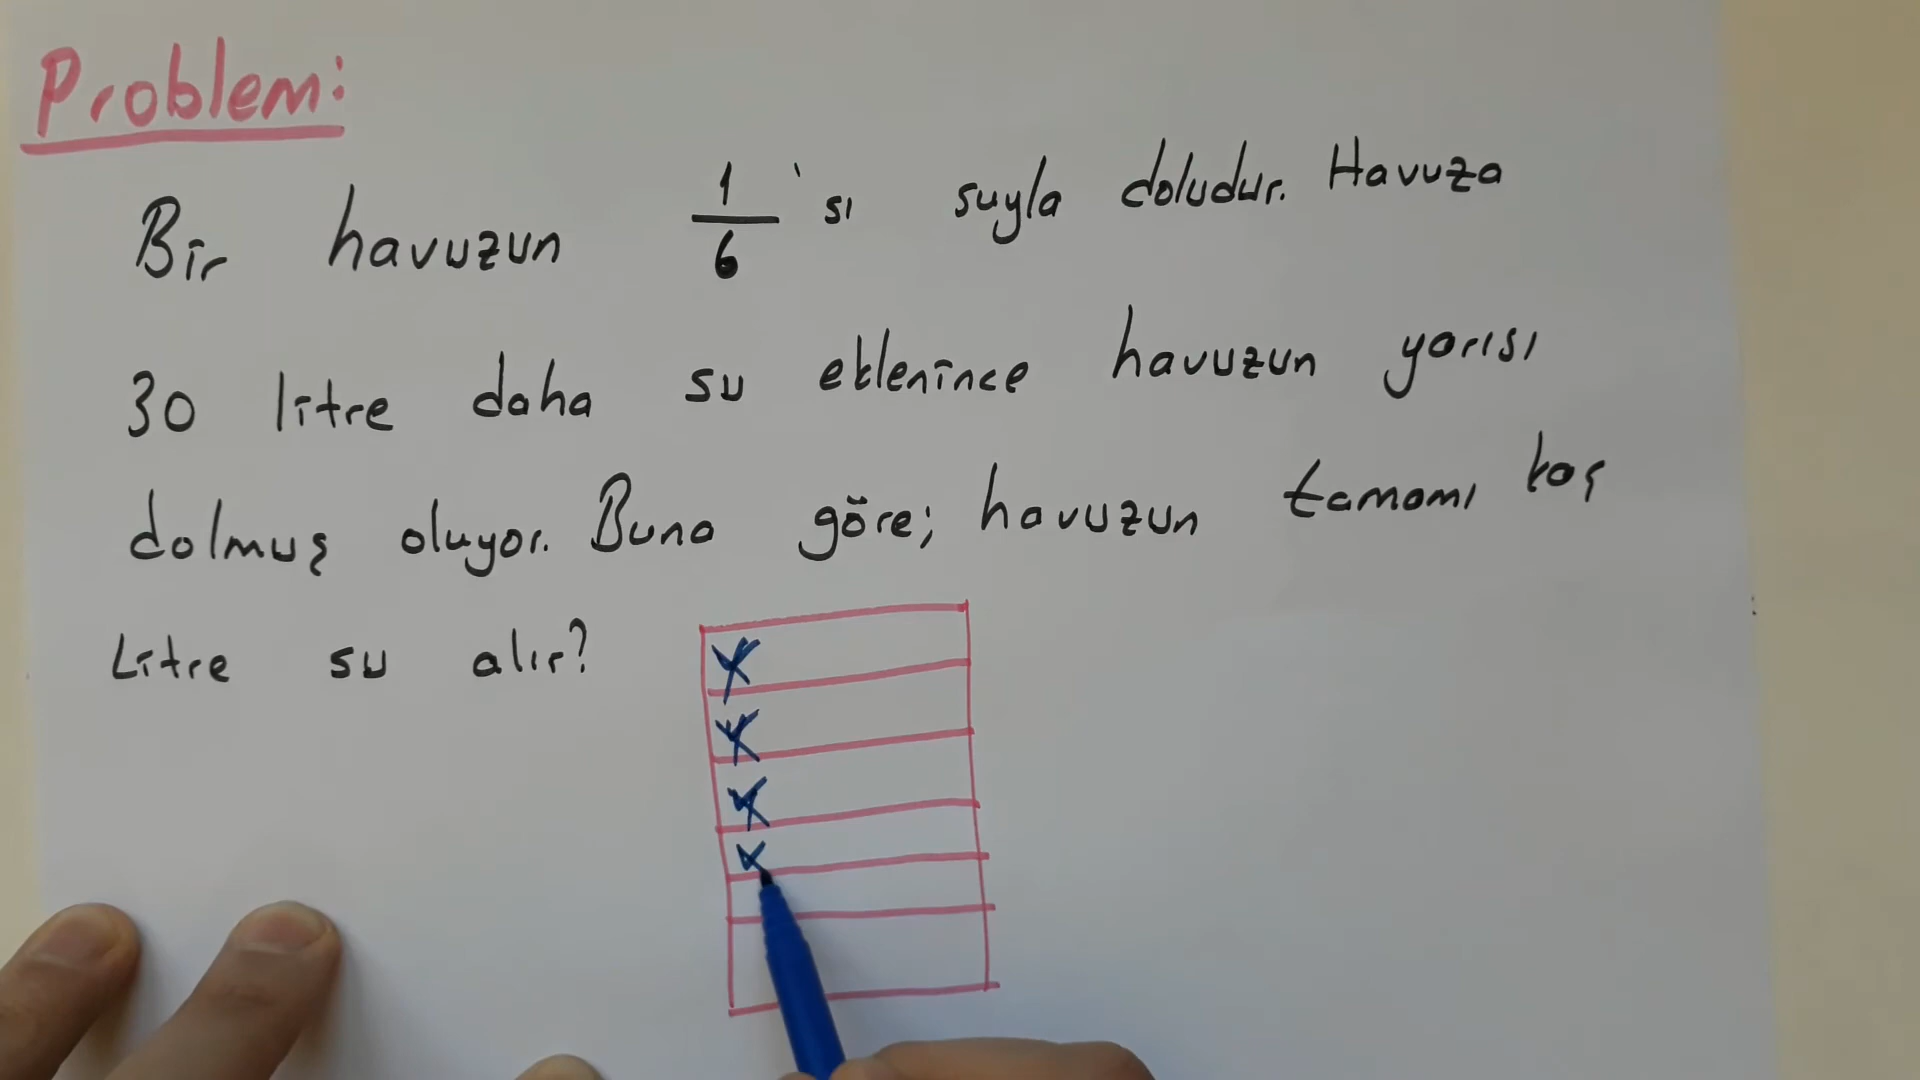 Problem:
Bir havuzun 1/6 'sı suyla doludur. Havuza
30 litre daha su eklenince havuzun yarısı
dolmuş oluyor. Buna göre; havuzun tamamı kaç
Litre su alır?
x
x
x
x